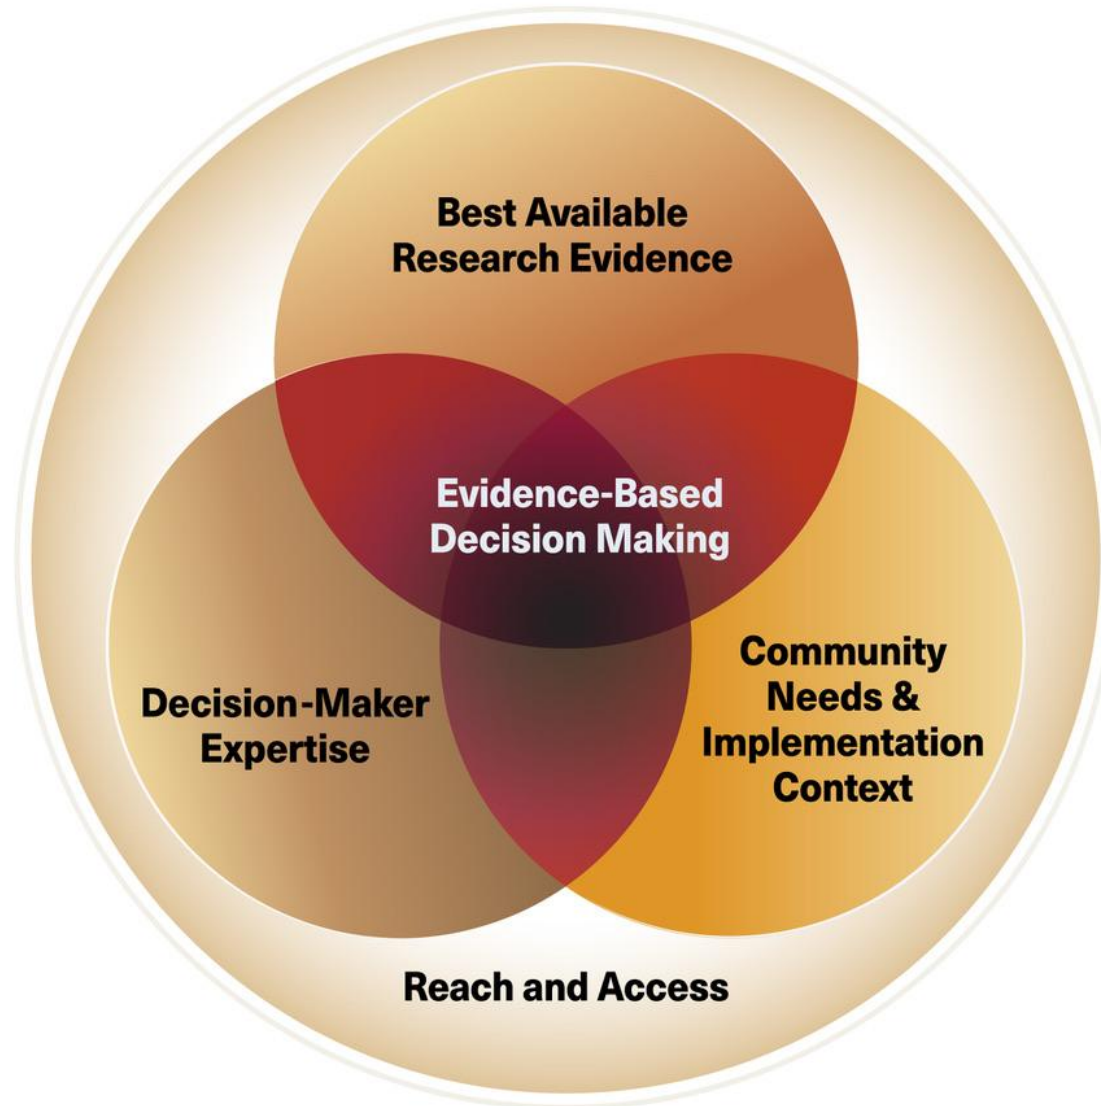 Best Available
Research Evidence
Evidence-Based
Decision Making
Decision-Maker
Expertise
Community
Needs &
Implementation
Context
Reach and Access